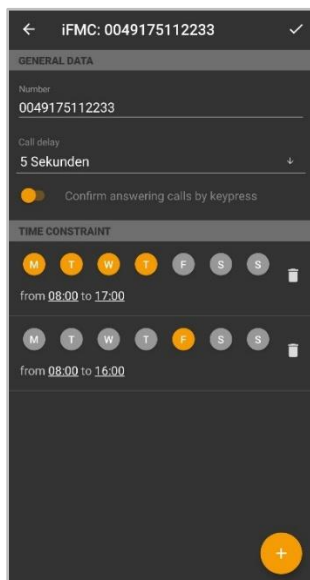 iFMC: 0049175112233
GENERAL DATA
Number
0049175112233
Call delay
5 Sekunden
Confirm answering calls by keypress
TIME CONSTRAINT
M T W T F S S
from 08:00 to 17:00
M T W T F S S
from 08:00 to 16:00